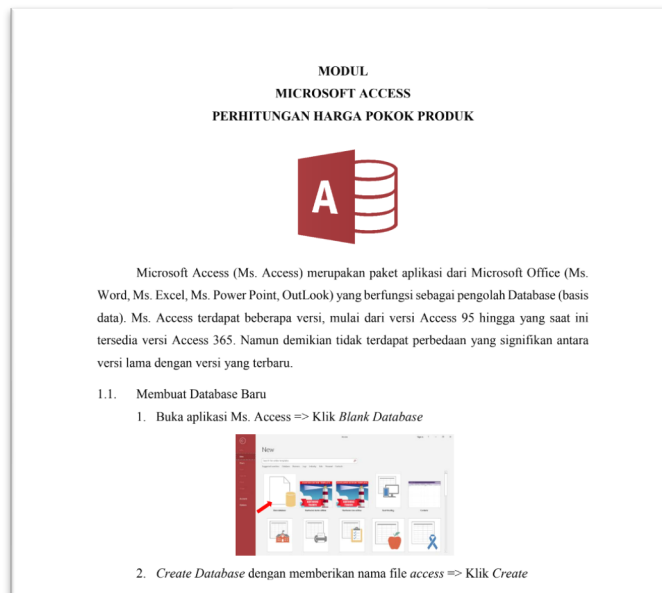 MODUL
MICROSOFT ACCESS
PERHITUNGAN HARGA POKOK PRODUK
A
Microsoft Access (Ms. Access) merupakan paket aplikasi dari Microsoft Office (Ms.
Word, Ms. Excel, Ms. Power Point, OutLook) yang berfungsi sebagai pengolah Database (basis
data). Ms. Access terdapat beberapa versi, mulai dari versi Access 95 hingga yang saat ini
tersedia versi Access 365. Namun demikian tidak terdapat perbedaan yang signifikan antara
versi lama dengan versi yang terbaru.
1.1. Membuat Database Baru
1. Buka aplikasi Ms. Access => Klik Blank Database
New
2. Create Database dengan memberikan nama file access => Klik Create